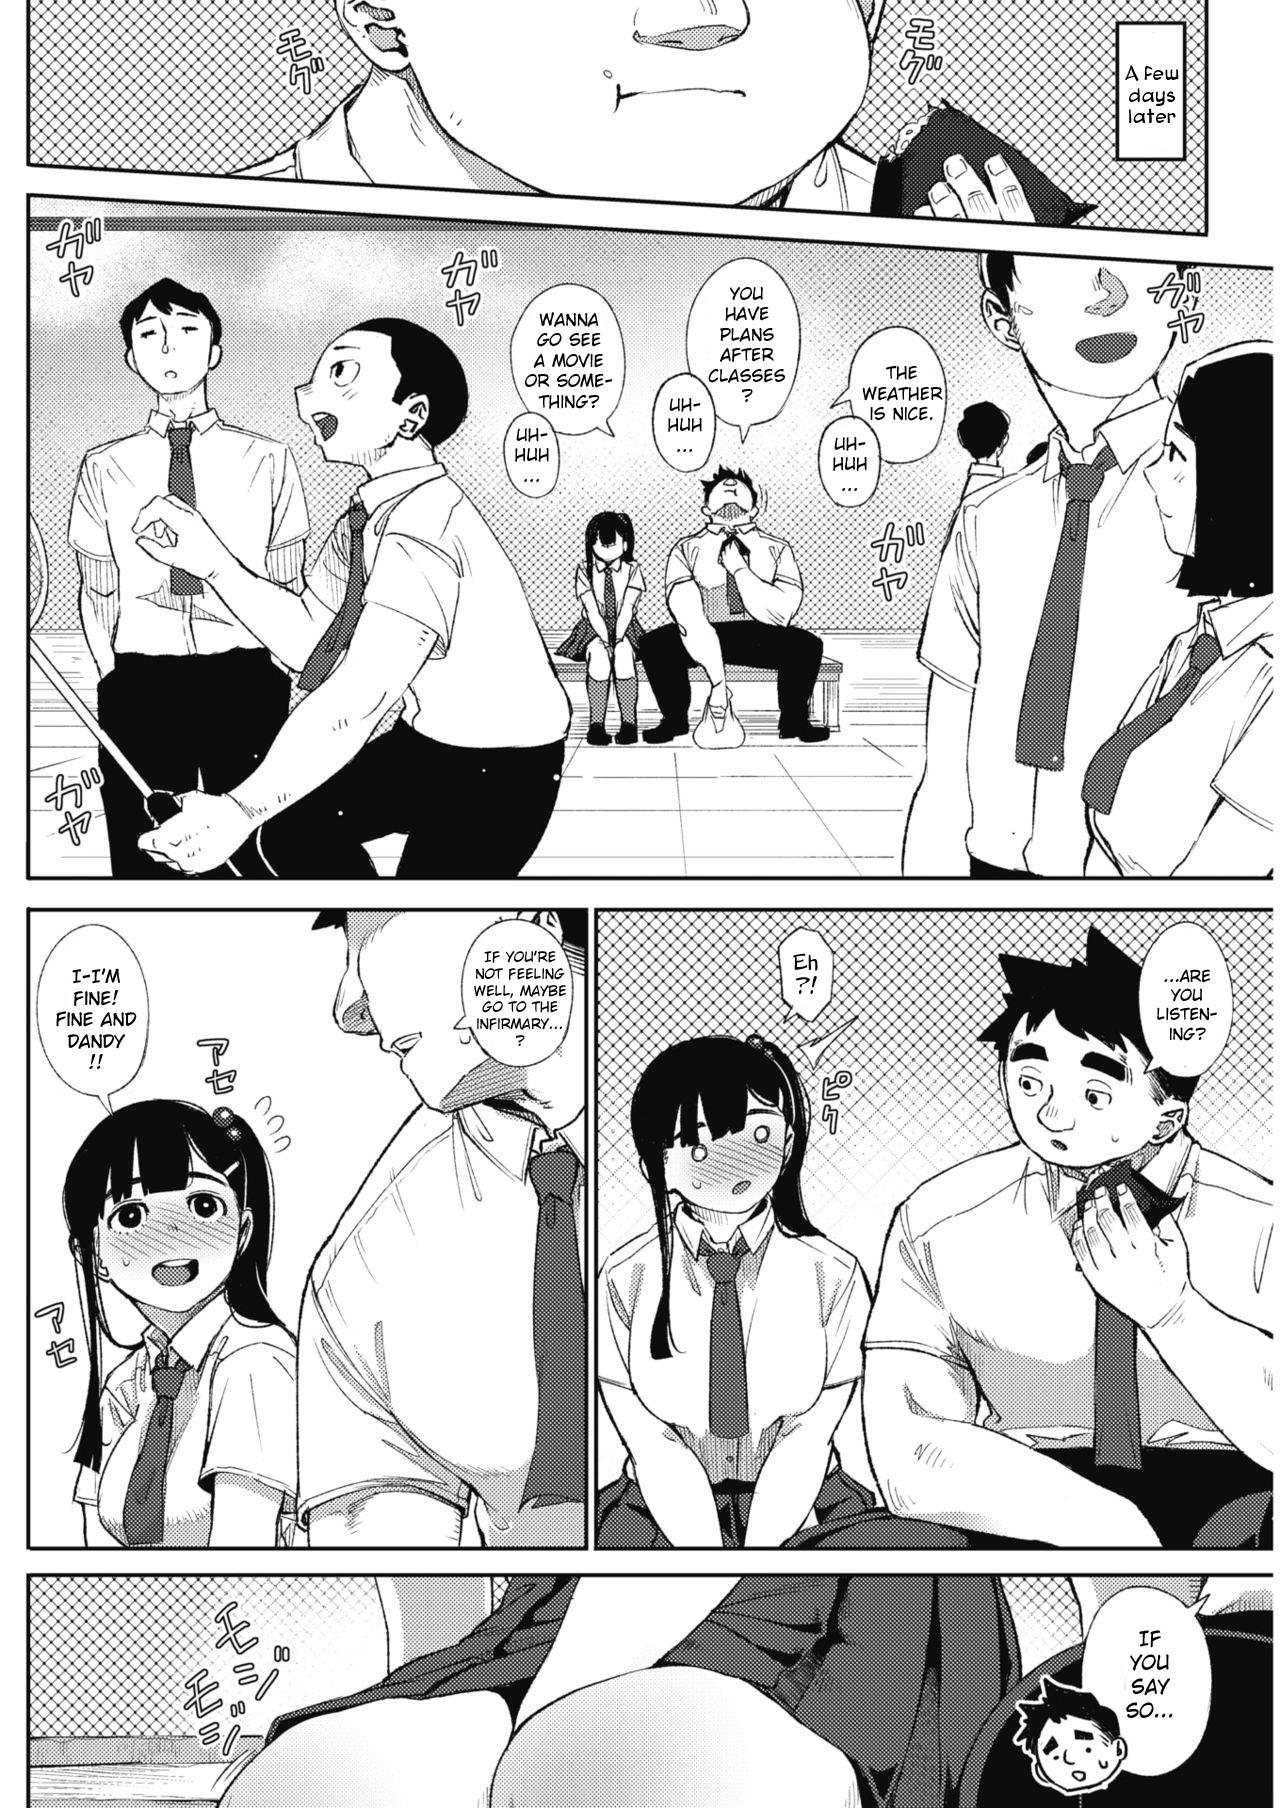 A few
days
later
モグ
モグ
ガヤ
ガヤ
ガヤ
THE
WEATHER
IS NICE.
UH-
HUH
...
YOU
HAVE
PLANS
AFTER
CLASSES
?
UH-
HUH
...
WANNA
GO SEE
A MOVIE
OR SOME-
THING?
UH-
HUH
...
ガヤ
ガヤ
...ARE
YOU
LISTEN-
ING?
Eh
?!
ピク
IF YOU'RE
NOT FEELING
WELL, MAYBE
GO TO THE
INFIRMARY...
?
I-I'M
FINE!
FINE AND
DANDY
!!
アセ
アセ
IF
YOU
SAY
SO...
モジ
モジ